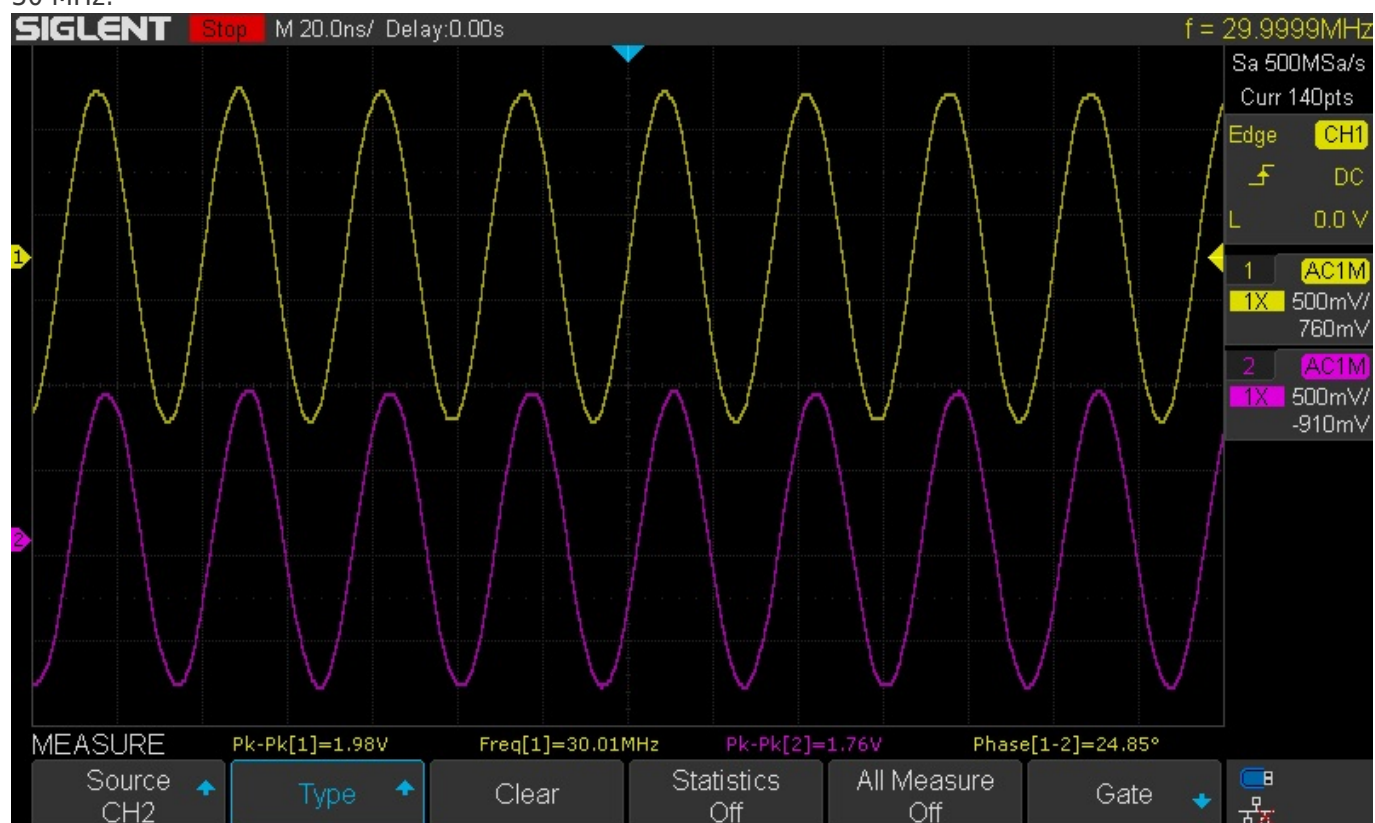 30 MHz.
SIGLENT Stop M 20.0ns/ Delay:0.00s f = 29.9999MHz
Sa 500MSa/s
Curr 140pts
Edge CH1
DC
L 0.0 V
1 AC1M
1X 500mV/
760mV
2 AC1M
1X 500mV/
-910mV
1
2
MEASURE Pk-Pk[1]=1.98V Freq[1]=30.01MHz Pk-Pk[2]=1.76V Phase[1-2]=24.85°
Source
CH2
Type
Clear
Statistics
Off
All Measure
Off
Gate